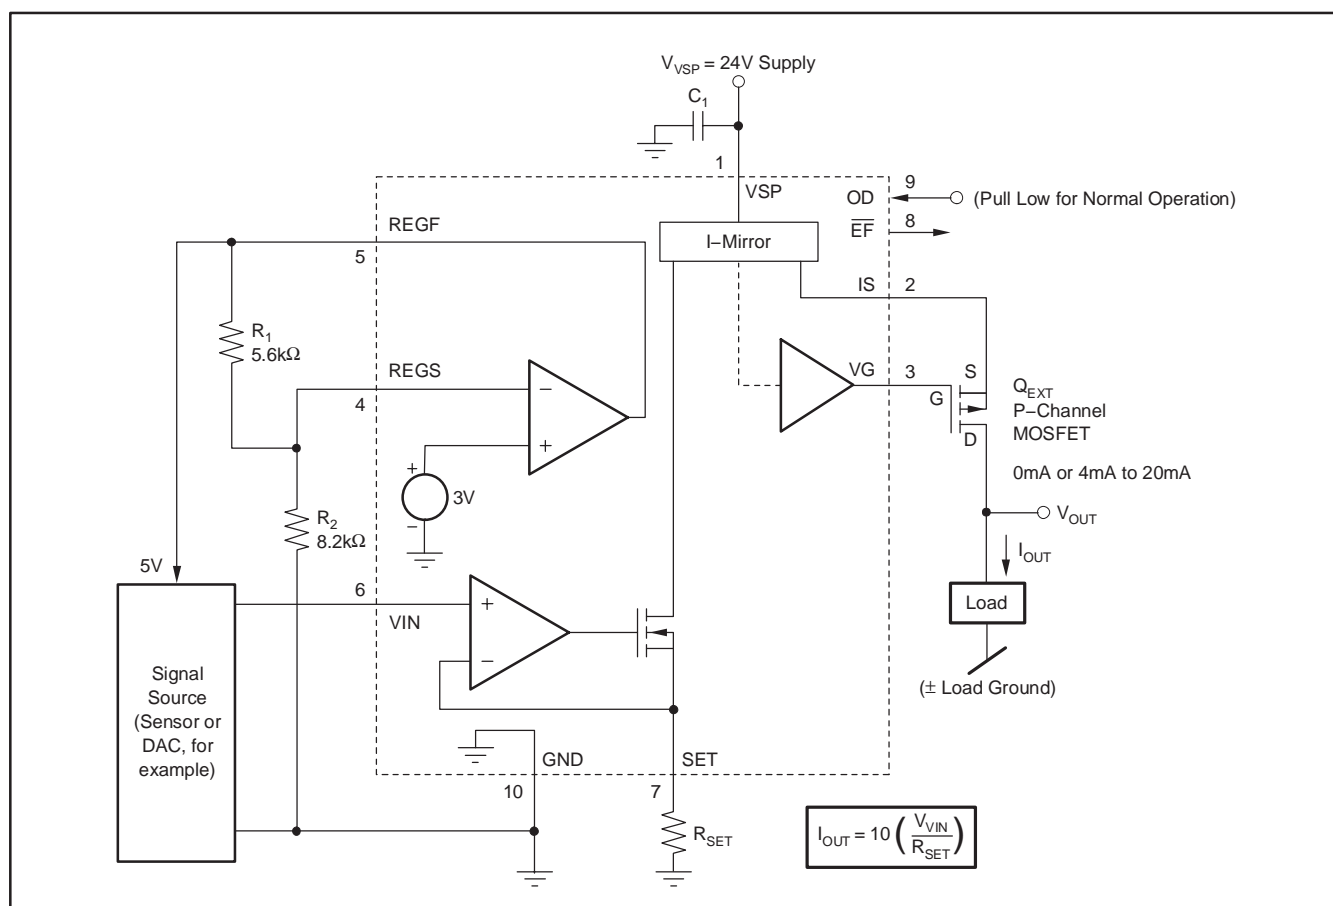 V_VSP = 24V Supply
C_1
1
VSP
9
OD
(Pull Low for Normal Operation)
8
E̅F̅
REGF
5
I–Mirror
IS
2
R_1
5.6kΩ
REGS
4
–
+
VG
3
S
G
D
Q_EXT
P–Channel
MOSFET
0mA or 4mA to 20mA
+
3V
–
R_2
8.2kΩ
V_OUT
I_OUT
5V
6
VIN
+
–
Load
(± Load Ground)
Signal
Source
(Sensor or
DAC, for
example)
GND
SET
10
7
R_SET
I_OUT = 10 (V_VIN / R_SET)